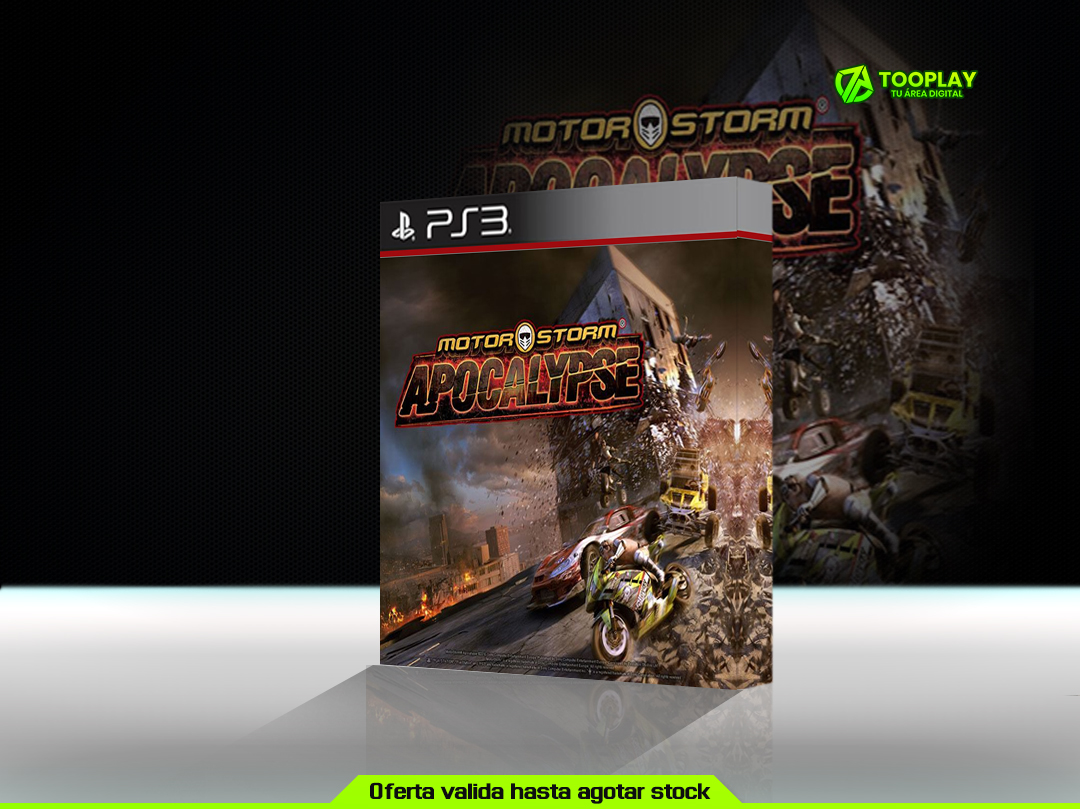 TOOPLAY
TU ÁREA DIGITAL
MOTORSTORM®
APOCALYPSE
PS3
MOTORSTORM®
APOCALYPSE
Oferta valida hasta agotar stock